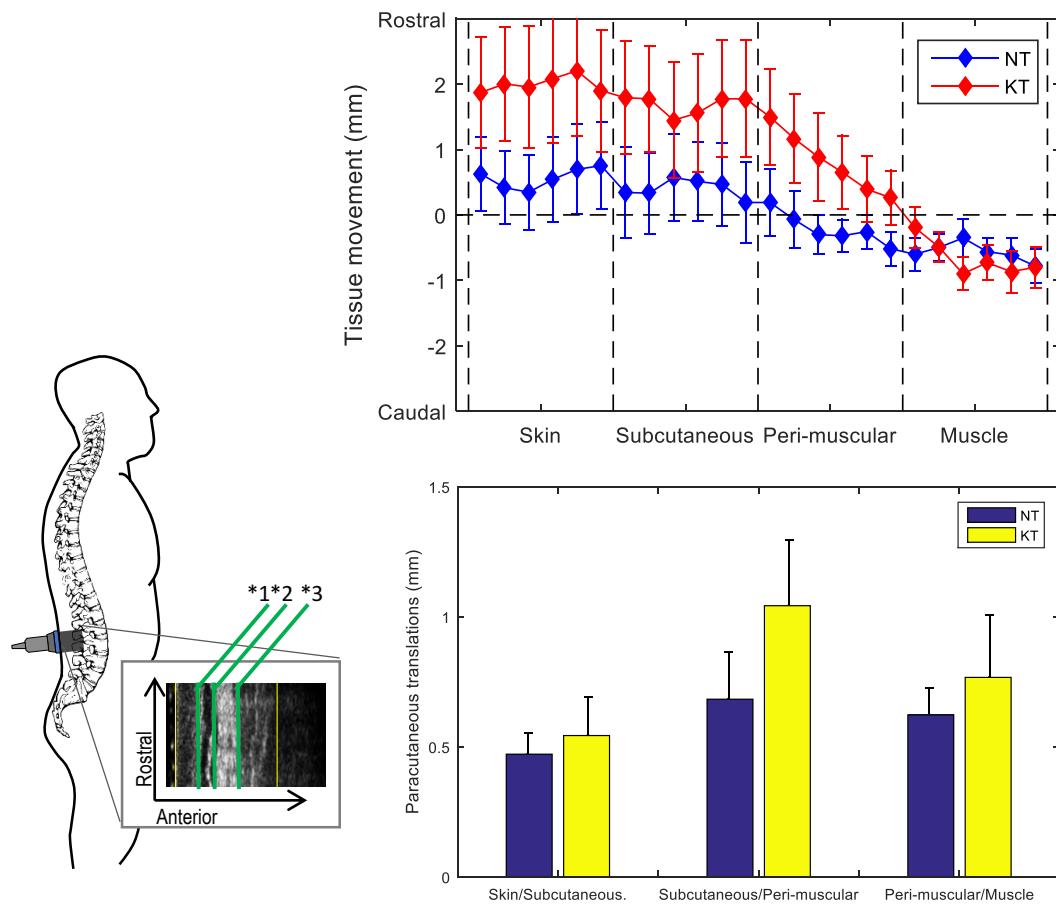 Rostral
2
1
0
-1
-2
Caudal
Tissue movement (mm)
NT
KT
Skin Subcutaneous Peri-muscular Muscle
*1*2 *3
Rostral
Anterior
1.5
1
0.5
0
Paracutaneous translations (mm)
NT
KT
Skin/Subcutaneous. Subcutaneous/Peri-muscular Peri-muscular/Muscle